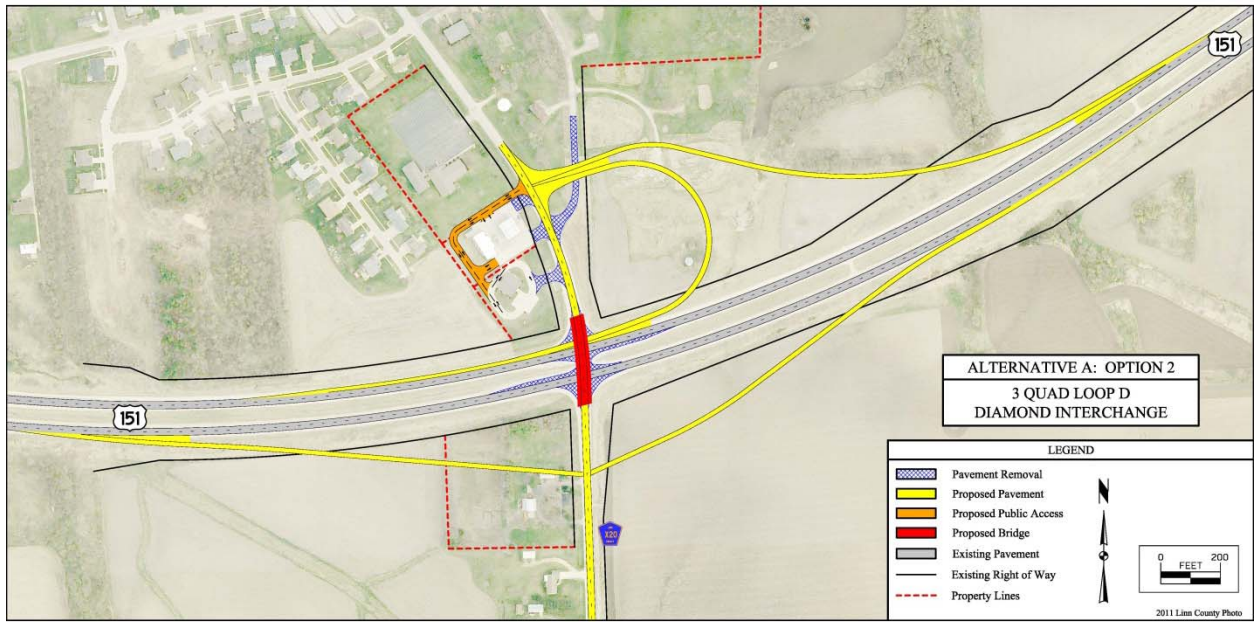 151
151
ALTERNATIVE A: OPTION 2
3 QUAD LOOP D
DIAMOND INTERCHANGE
LEGEND
Pavement Removal
Proposed Pavement
Proposed Public Access
Proposed Bridge
Existing Pavement
Existing Right of Way
Property Lines
N
0 200
FEET
X20
2011 Linn County Photo